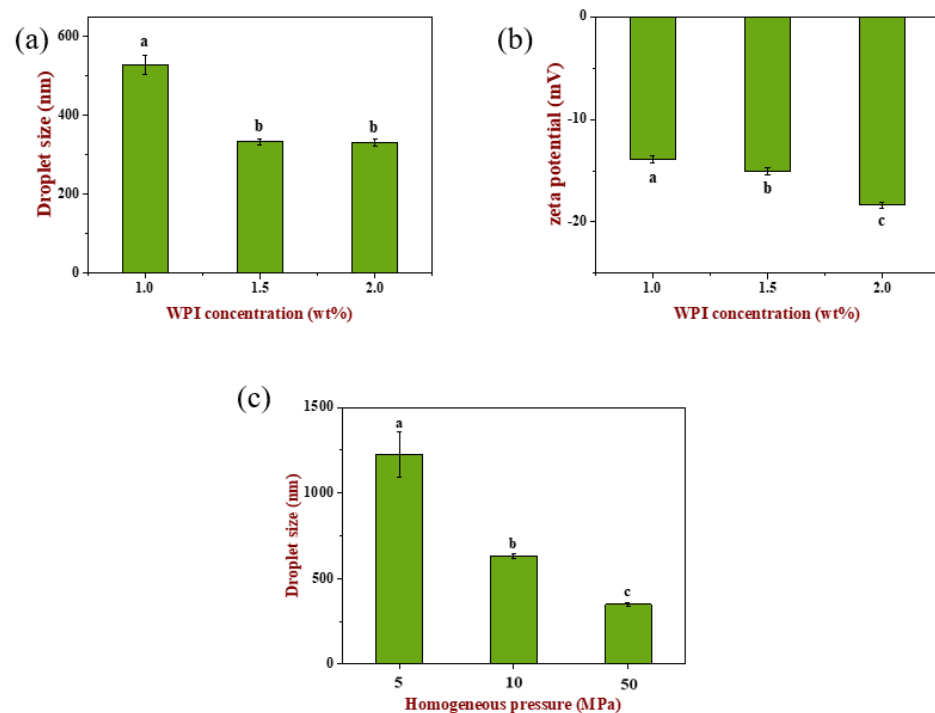 (a)
Droplet size (nm)
600
400
200
0
a
b
b
1.0
1.5
2.0
WPI concentration (wt%)
(b)
zeta potential (mV)
0
-10
-20
a
b
c
1.0
1.5
2.0
WPI concentration (wt%)
(c)
Droplet size (nm)
1500
1000
500
0
a
b
c
5
10
50
Homogeneous pressure (MPa)